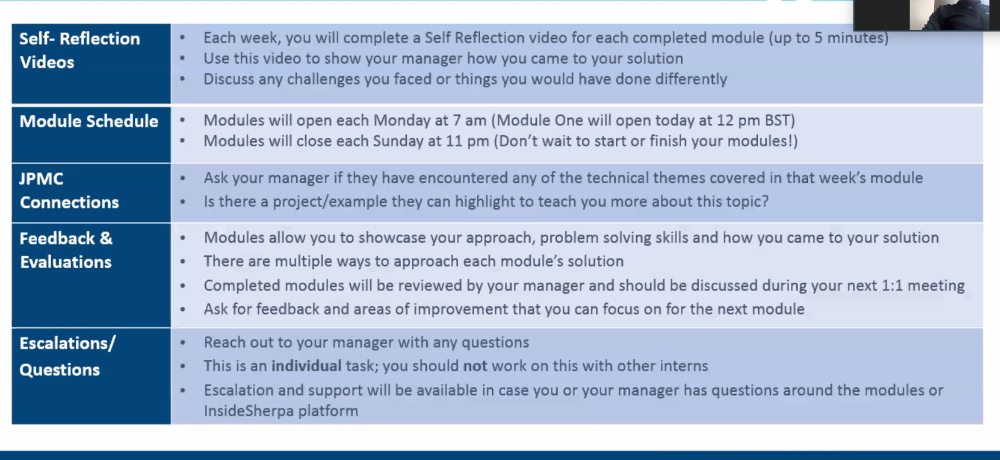 Self- Reflection
Videos
• Each week, you will complete a Self Reflection video for each completed module (up to 5 minutes)
• Use this video to show your manager how you came to your solution
• Discuss any challenges you faced or things you would have done differently
Module Schedule
• Modules will open each Monday at 7 am (Module One will open today at 12 pm BST)
• Modules will close each Sunday at 11 pm (Don’t wait to start or finish your modules!)
JPMC
Connections
• Ask your manager if they have encountered any of the technical themes covered in that week’s module
• Is there a project/example they can highlight to teach you more about this topic?
Feedback &
Evaluations
• Modules allow you to showcase your approach, problem solving skills and how you came to your solution
• There are multiple ways to approach each module’s solution
• Completed modules will be reviewed by your manager and should be discussed during your next 1:1 meeting
• Ask for feedback and areas of improvement that you can focus on for the next module
Escalations/
Questions
• Reach out to your manager with any questions
• This is an individual task; you should not work on this with other interns
• Escalation and support will be available in case you or your manager has questions around the modules or
InsideSherpa platform